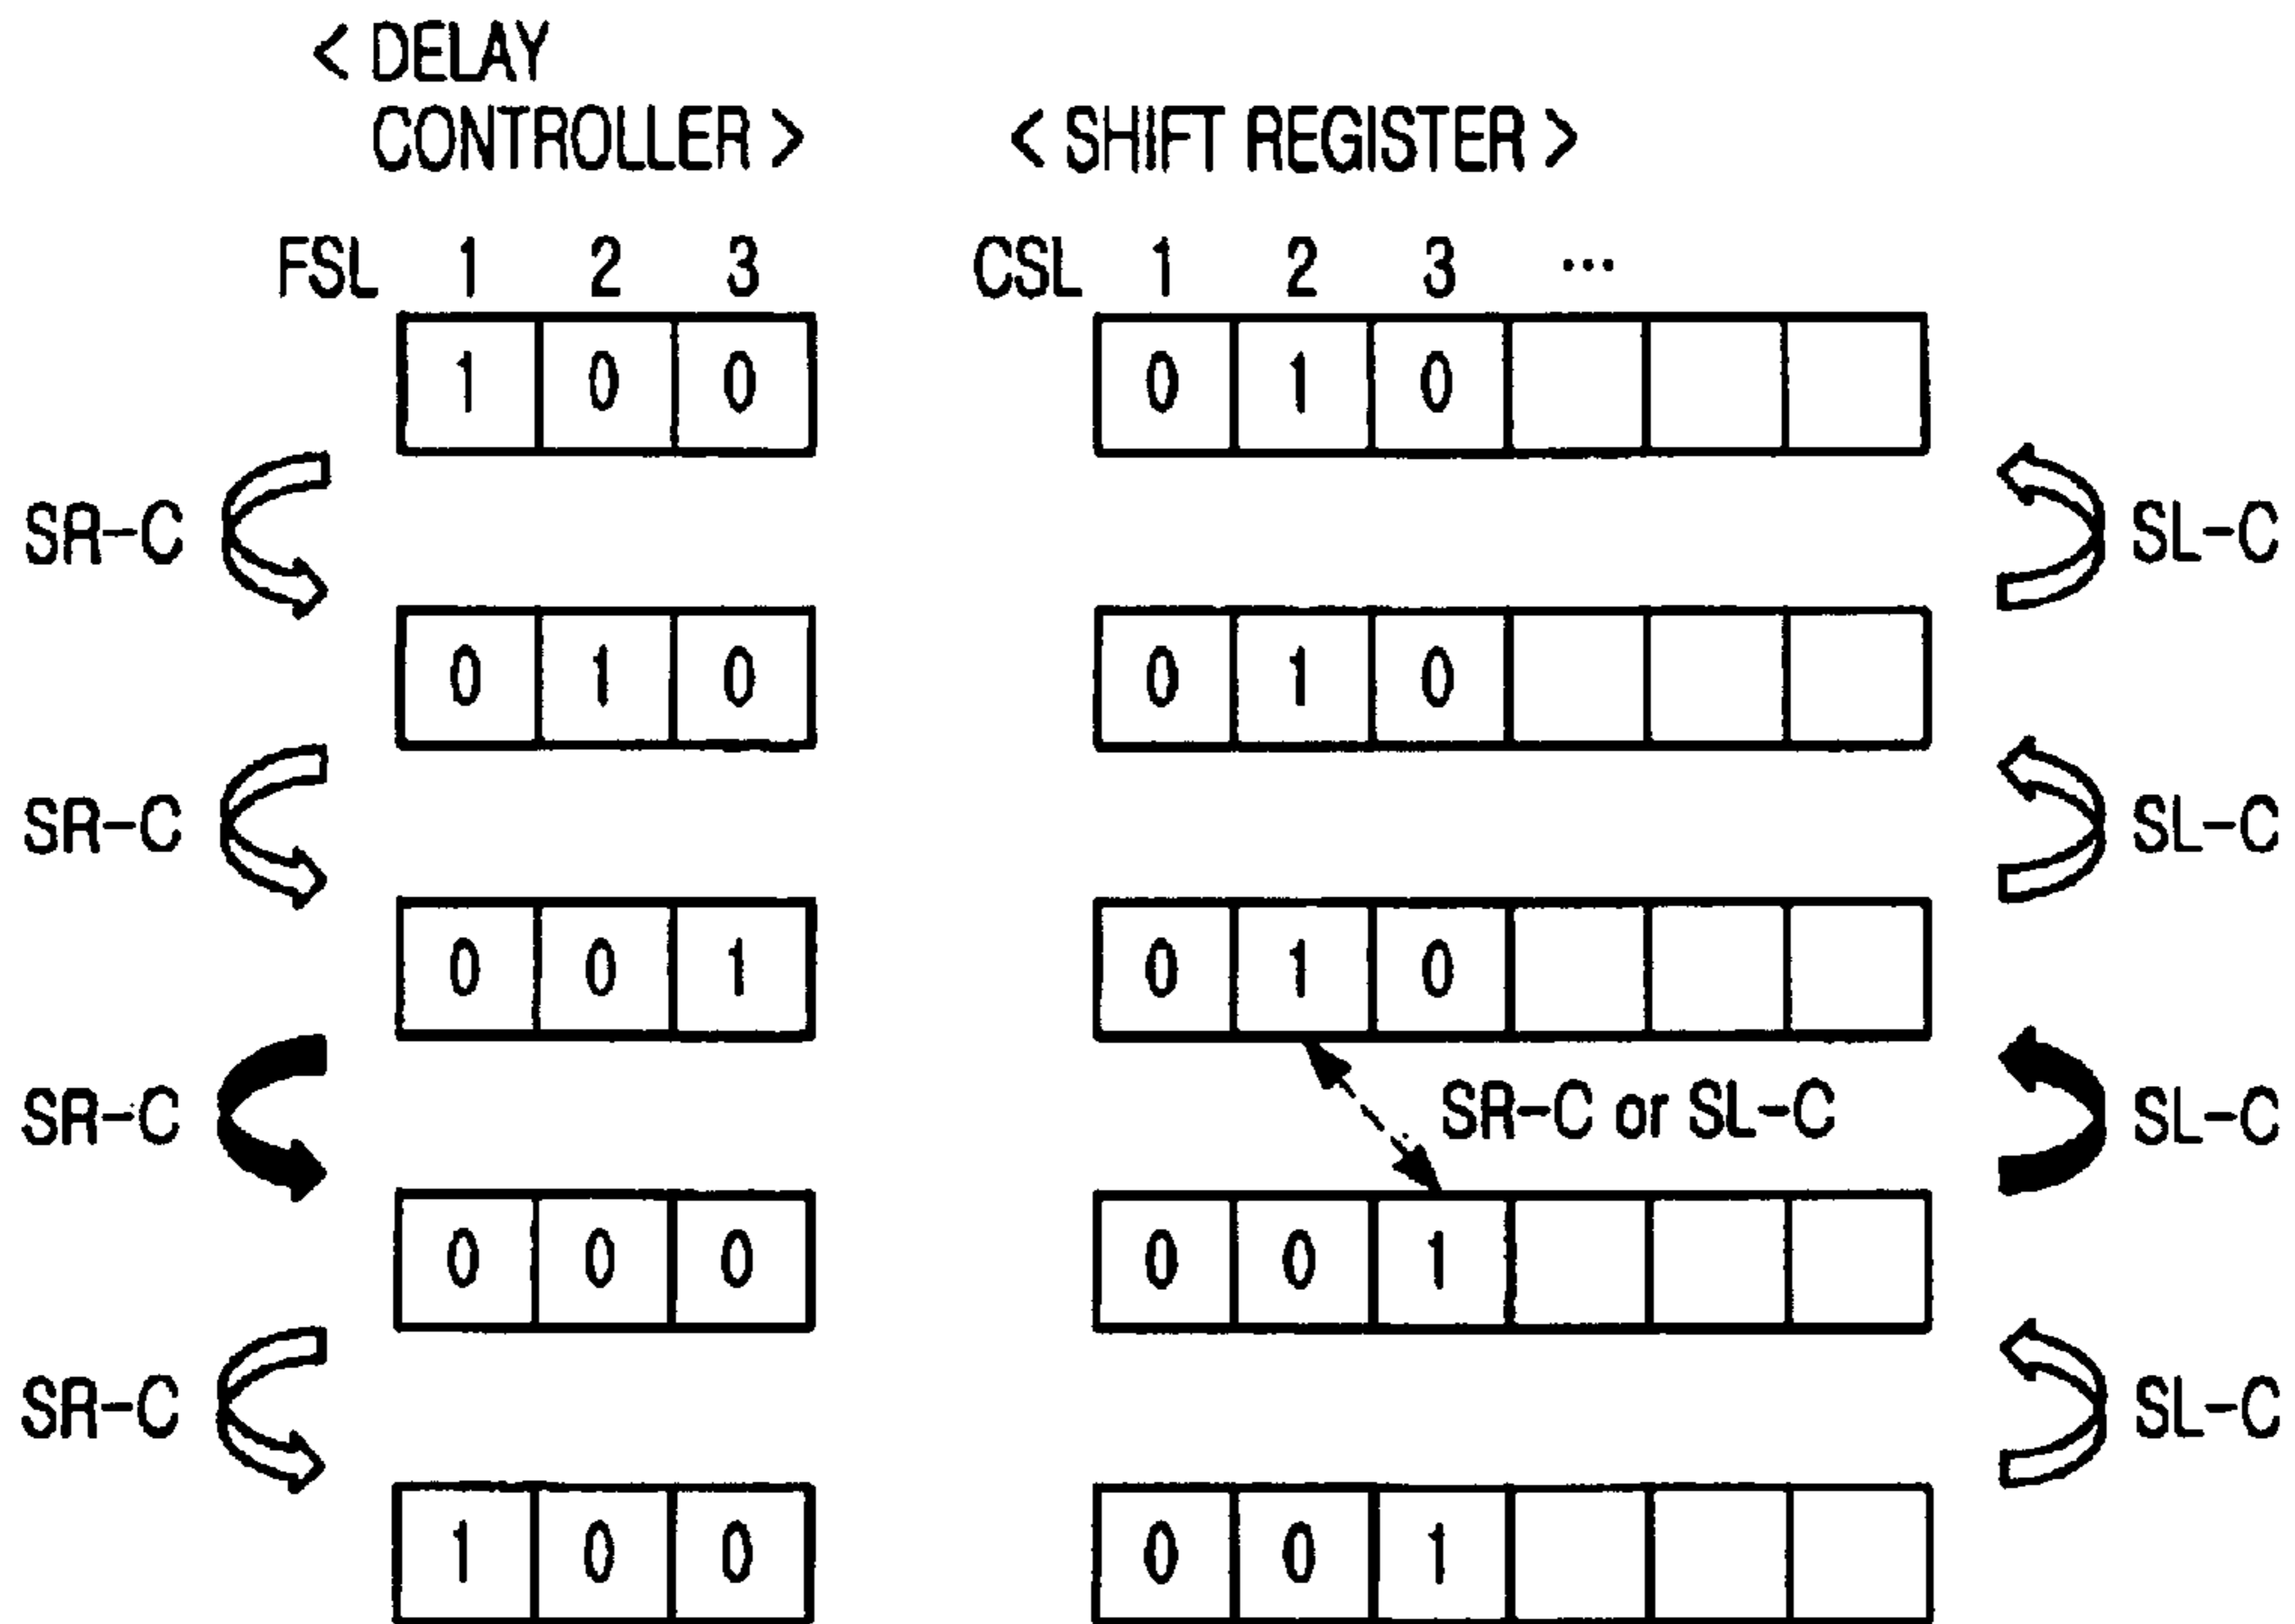 < DELAY
CONTROLLER >
< SHIFT REGISTER >
FSL 1 2 3
CSL 1 2 3 ...
1 0 0
0 1 0
SR-C
SL-C
0 1 0
0 1 0
SR-C
SL-C
0 0 1
0 1 0
SR-C
SR-C or SL-C
SL-C
0 0 0
0 0 1
SR-C
SL-C
1 0 0
0 0 1